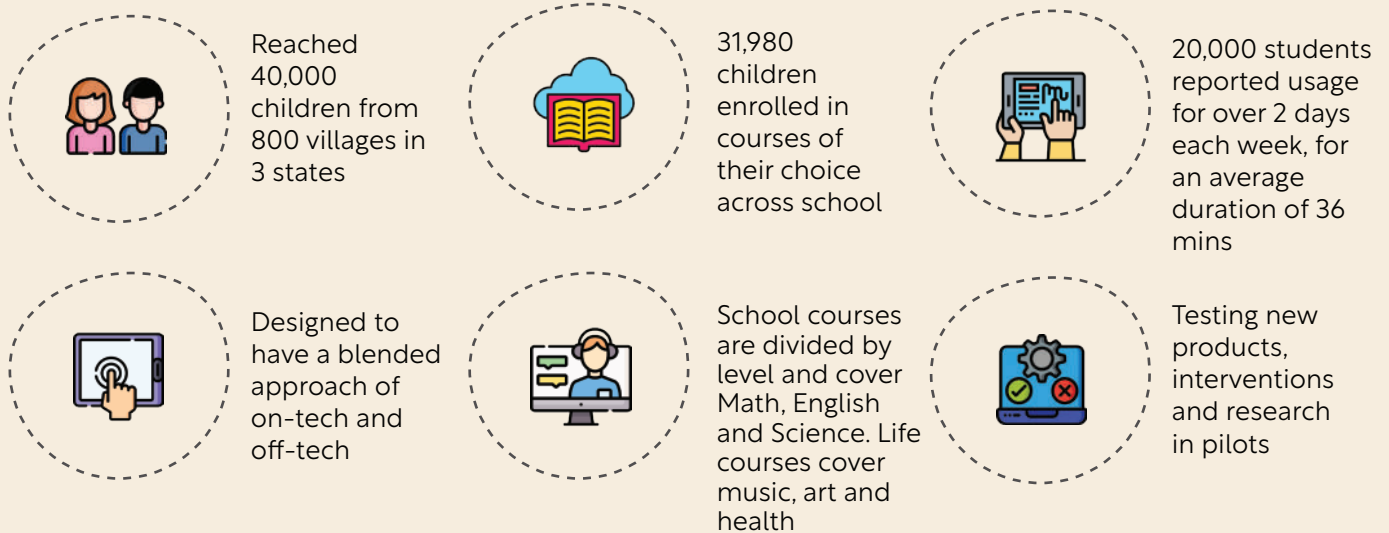 Reached
40,000
children from
800 villages in
3 states
31,980
children
enrolled in
courses of
their choice
across school
20,000 students
reported usage
for over 2 days
each week, for
an average
duration of 36
mins
Designed to
have a blended
approach of
on-tech and
off-tech
School courses
are divided by
level and cover
Math, English
and Science. Life
courses cover
music, art and
health
Testing new
products,
interventions
and research
in pilots